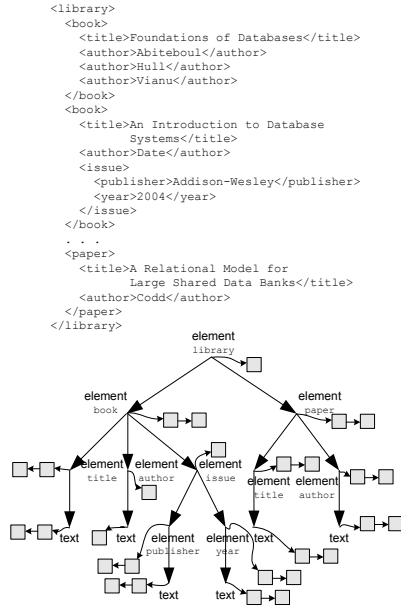 <library>
<book>
<title>Foundations of Databases</title>
<author>Abiteboul</author>
<author>Hull</author>
<author>Vianu</author>
</book>
<book>
<title>An Introduction to Database
Systems</title>
<author>Date</author>
<issue>
<publisher>Addison-Wesley</publisher>
<year>2004</year>
</issue>
</book>
. . .
<paper>
<title>A Relational Model for
Large Shared Data Banks</title>
<author>Codd</author>
</paper>
</library>
element
library
element
book
element
paper
element
title
element
author
element
issue
element
title
element
author
text
text
element
publisher
element
year
text
text
text
text